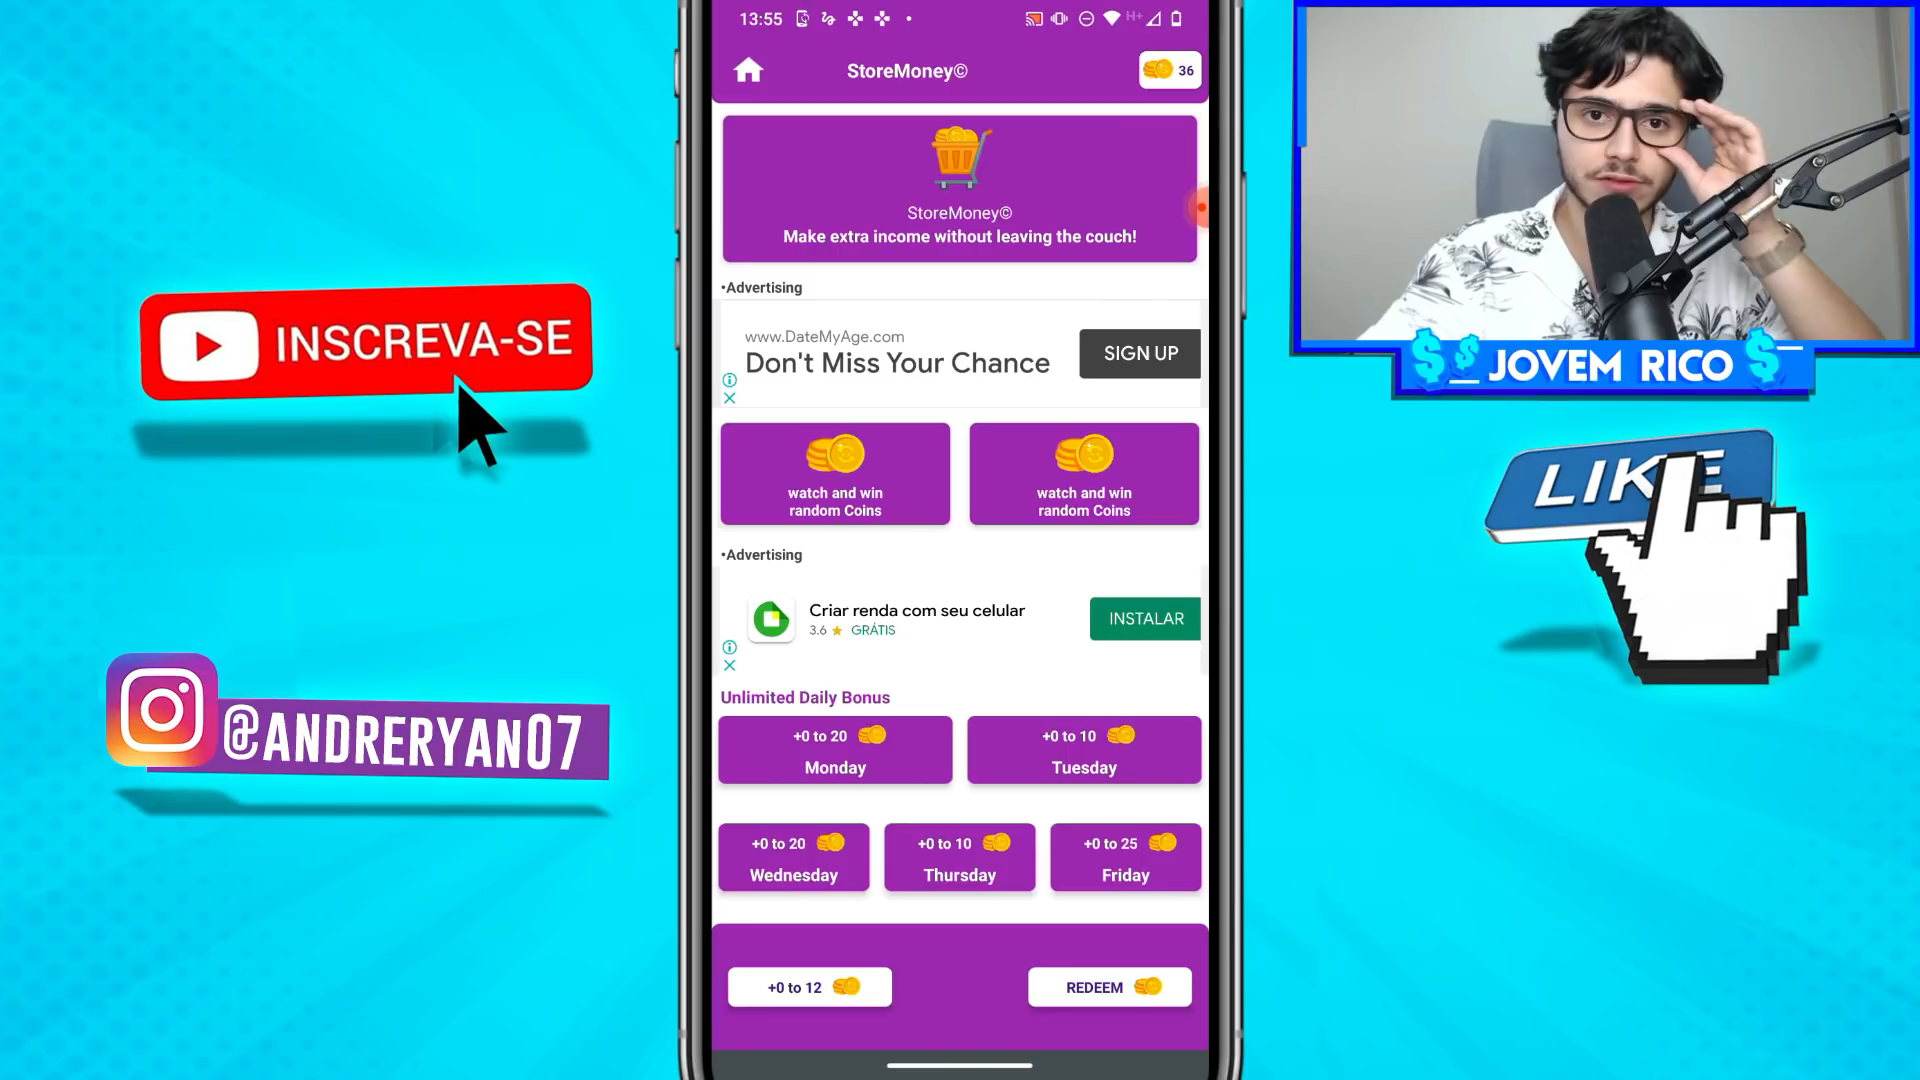 13:55
H+
StoreMoney©
36
StoreMoney©
Make extra income without leaving the couch!
•Advertising
www.DateMyAge.com
Don't Miss Your Chance
SIGN UP
watch and win
random Coins
watch and win
random Coins
•Advertising
Criar renda com seu celular
3.6 ★ GRÁTIS
INSTALAR
Unlimited Daily Bonus
+0 to 20
Monday
+0 to 10
Tuesday
+0 to 20
Wednesday
+0 to 10
Thursday
+0 to 25
Friday
+0 to 12
REDEEM
INSCREVA-SE
@ANDRERYAN07
$ $ JOVEM RICO $
LIKE